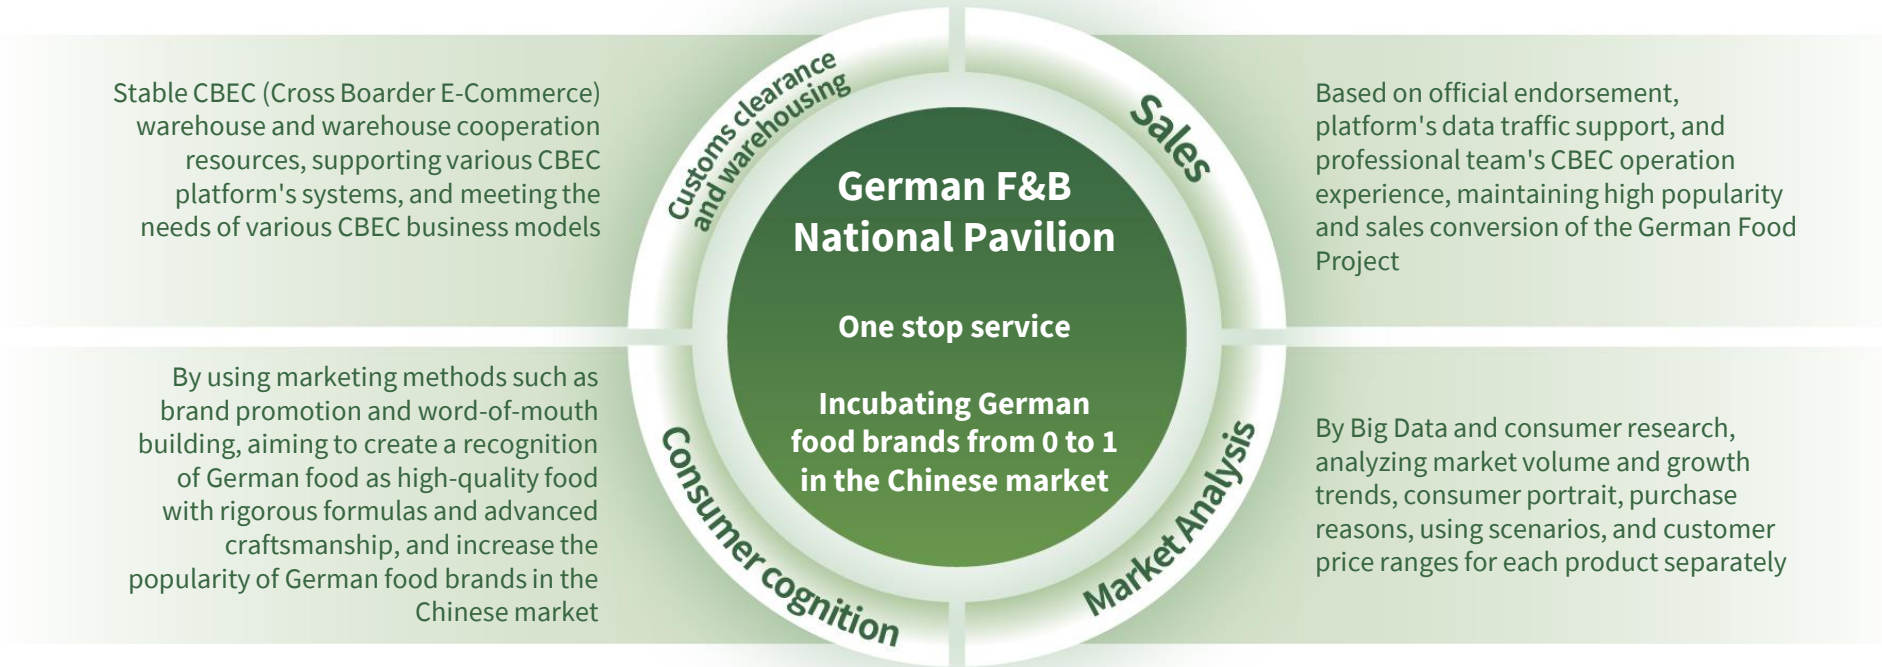 Stable CBEC (Cross Boarder E-Commerce)
warehouse and warehouse cooperation
resources, supporting various CBEC
platform's systems, and meeting the
needs of various CBEC business models
Customs clearance
and warehousing
Sales
Based on official endorsement,
platform's data traffic support, and
professional team's CBEC operation
experience, maintaining high popularity
and sales conversion of the German Food
Project
German F&B
National Pavilion
One stop service
Incubating German
food brands from 0 to 1
in the Chinese market
By using marketing methods such as
brand promotion and word-of-mouth
building, aiming to create a recognition
of German food as high-quality food
with rigorous formulas and advanced
craftsmanship, and increase the
popularity of German food brands in the
Chinese market
Consumer cognition
Market Analysis
By Big Data and consumer research,
analyzing market volume and growth
trends, consumer portrait, purchase
reasons, using scenarios, and customer
price ranges for each product separately